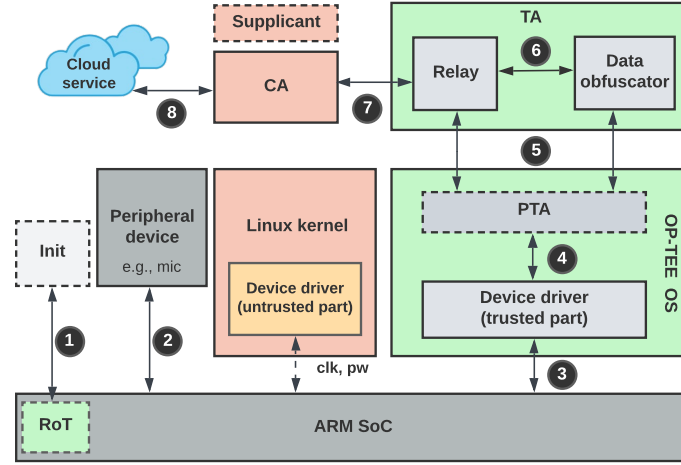 Supplicant
TA
Cloud
service
8
CA
7
Relay
6
Data
obfuscator
5
Init
Peripheral
device
e.g., mic
Linux kernel
Device driver
(untrusted part)
PTA
4
Device driver
(trusted part)
OP-TEE OS
1
2
clk, pw
3
RoT
ARM SoC